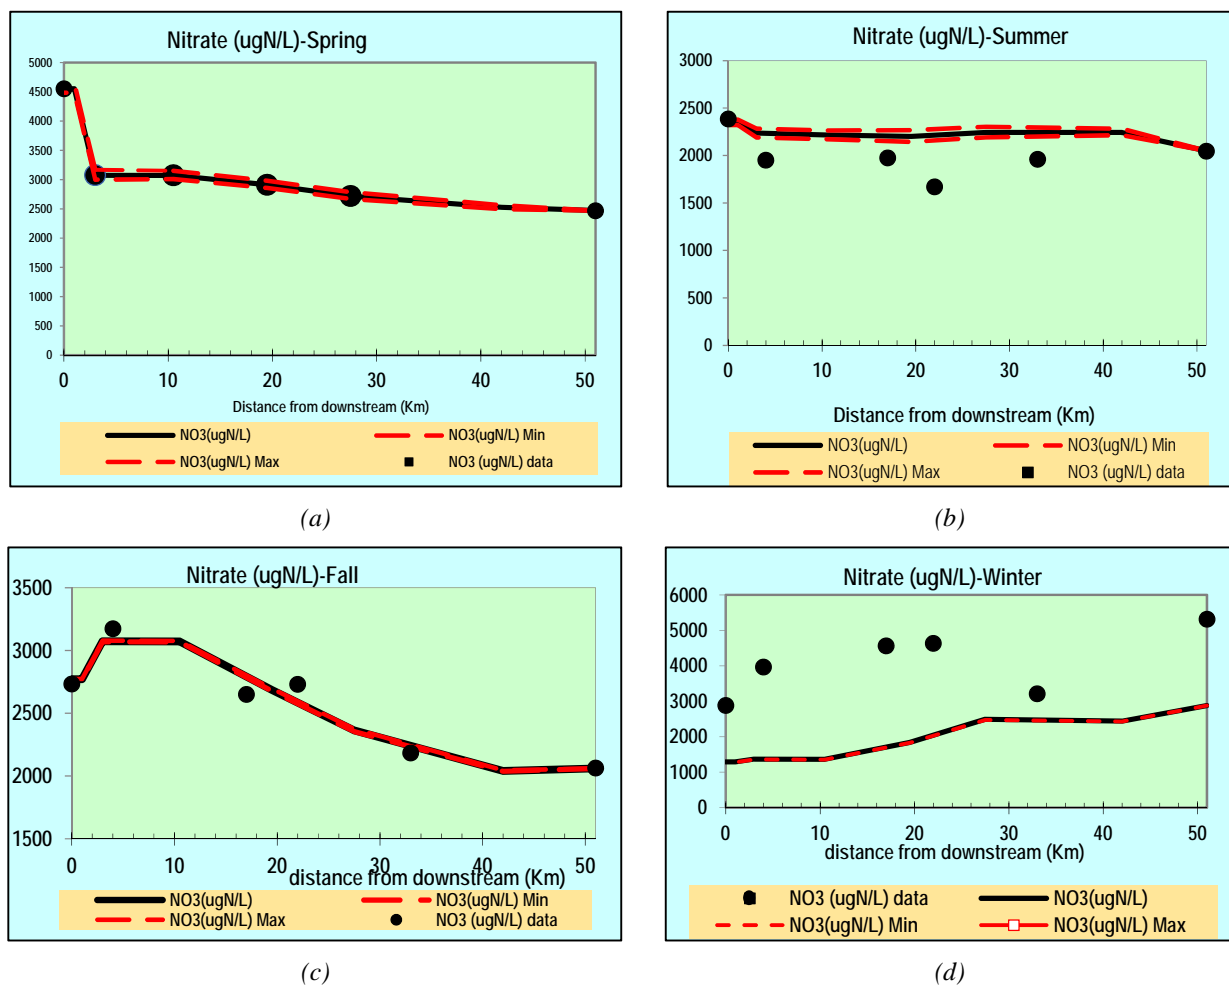 Nitrate (ugN/L)-Spring
5000
4500
4000
3500
3000
2500
2000
1500
1000
500
0
0 10 20 30 40 50
Distance from downstream (Km)
NO3(ugN/L) NO3(ugN/L) Min
NO3(ugN/L) Max NO3 (ugN/L) data
(a)
Nitrate (ugN/L)-Summer
3000
2500
2000
1500
1000
500
0
0 10 20 30 40 50
Distance from downstream (Km)
NO3(ugN/L) NO3(ugN/L) Min
NO3(ugN/L) Max NO3 (ugN/L) data
(b)
Nitrate (ugN/L)-Fall
3500
3000
2500
2000
1500
0 10 20 30 40 50
distance from downstream (Km)
NO3(ugN/L) NO3(ugN/L) Min
NO3(ugN/L) Max NO3 (ugN/L) data
(c)
Nitrate (ugN/L)-Winter
6000
5000
4000
3000
2000
1000
0
0 10 20 30 40 50
distance from downstream (Km)
NO3 (ugN/L) data NO3(ugN/L)
NO3(ugN/L) Min NO3(ugN/L) Max
(d)